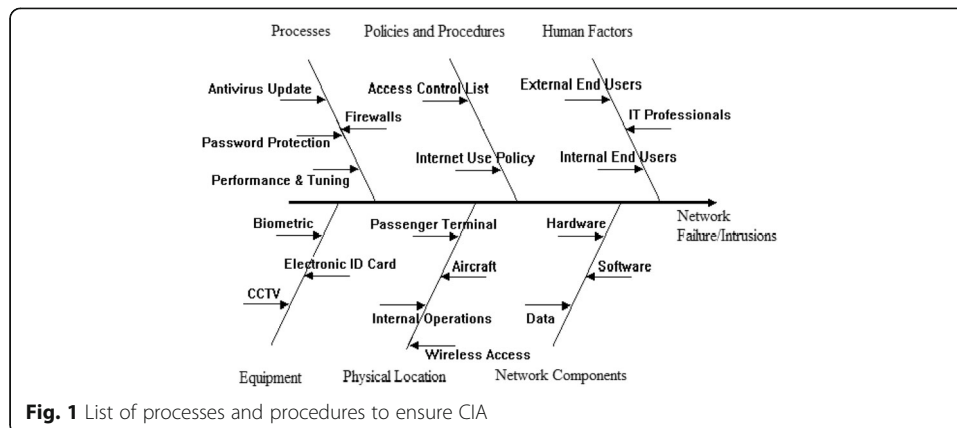 Processes
Policies and Procedures
Human Factors
Antivirus Update
Access Control List
External End Users
Firewalls
IT Professionals
Password Protection
Internet Use Policy
Internal End Users
Performance & Tuning
Network
Failure/Intrusions
Biometric
Passenger Terminal
Hardware
Electronic ID Card
Aircraft
Software
CCTV
Internal Operations
Data
Wireless Access
Equipment
Physical Location
Network Components
Fig. 1 List of processes and procedures to ensure CIA